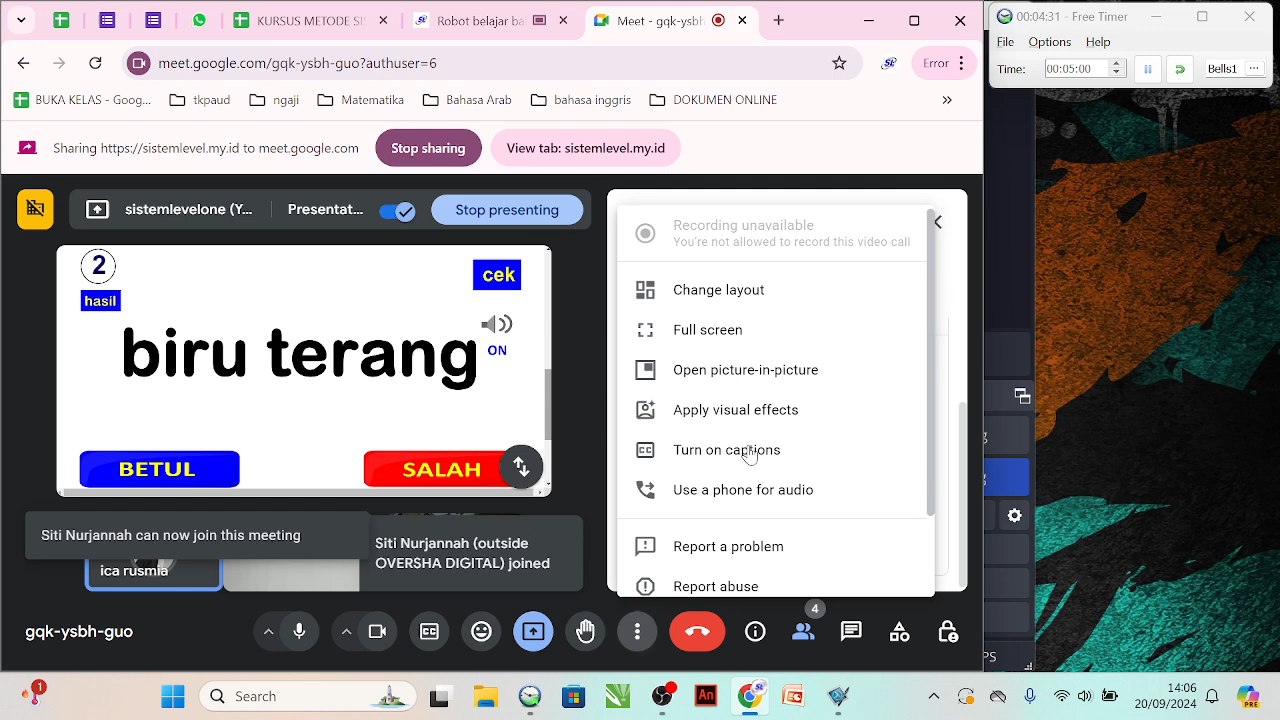 KURSUS METODE
Robot belajar ba
Meet - gqk-ysbh
meet.google.com/gqk-ysbh-guo?authuser=6
Error
BUKA KELAS - Goog...
tkpaud
ngaji
bahasa inggris
DOKUMEN ONLINE
»
Sharing https://sistemlevel.my.id to meet.google.com
Stop sharing
View tab: sistemlevel.my.id
sistemlevelone (Y...
Presentat...
Stop presenting
2
cek
hasil
biru terang
ON
BETUL
SALAH
Siti Nurjannah can now join this meeting
Siti Nurjannah (outside
OVERSHA DIGITAL) joined
ica rusmia
Recording unavailable
You're not allowed to record this video call
Change layout
Full screen
Open picture-in-picture
Apply visual effects
Turn on captions
Use a phone for audio
Report a problem
Report abuse
gqk-ysbh-guo
4
00:04:31 - Free Timer
File Options Help
Time: 00:05:00 Bells1 ...
1
Search
An
14:06
20/09/2024
PRE